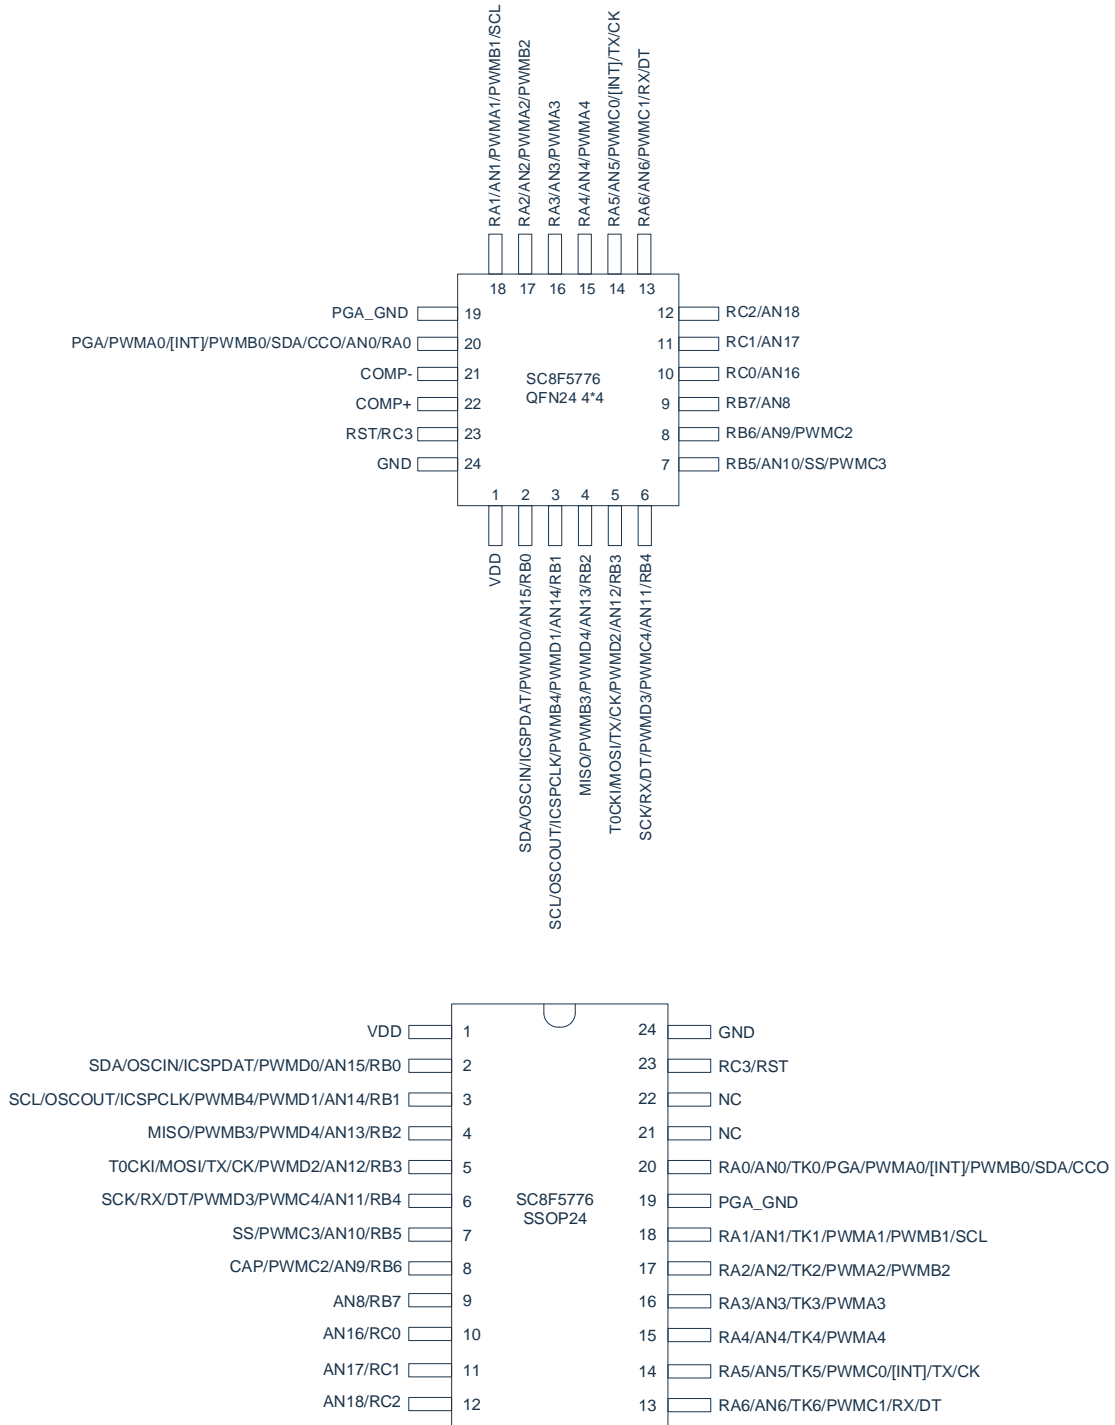 RA1/AN1/PWMA1/PWMB1/SCL
RA2/AN2/PWMA2/PWMB2
RA3/AN3/PWMA3
RA4/AN4/PWMA4
RA5/AN5/PWMC0/[INT]/TX/CK
RA6/AN6/PWMC1/RX/DT
18 17 16 15 14 13
PGA_GND 19
PGA/PWMA0/[INT]/PWMB0/SDA/CCO/AN0/RA0 20
COMP- 21
COMP+ 22
RST/RC3 23
GND 24
SC8F5776
QFN24 4*4
12 RC2/AN18
11 RC1/AN17
10 RC0/AN16
9 RB7/AN8
8 RB6/AN9/PWMC2
7 RB5/AN10/SS/PWMC3
1 2 3 4 5 6
VDD
SDA/OSCIN/ICSPDAT/PWMD0/AN15/RB0
SCL/OSCOUT/ICSPCLK/PWMB4/PWMD1/AN14/RB1
MISO/PWMB3/PWMD4/AN13/RB2
T0CKI/MOSI/TX/CK/PWMD2/AN12/RB3
SCK/RX/DT/PWMD3/PWMC4/AN11/RB4
VDD 1
SDA/OSCIN/ICSPDAT/PWMD0/AN15/RB0 2
SCL/OSCOUT/ICSPCLK/PWMB4/PWMD1/AN14/RB1 3
MISO/PWMB3/PWMD4/AN13/RB2 4
T0CKI/MOSI/TX/CK/PWMD2/AN12/RB3 5
SCK/RX/DT/PWMD3/PWMC4/AN11/RB4 6
SS/PWMC3/AN10/RB5 7
CAP/PWMC2/AN9/RB6 8
AN8/RB7 9
AN16/RC0 10
AN17/RC1 11
AN18/RC2 12
SC8F5776
SSOP24
24 GND
23 RC3/RST
22 NC
21 NC
20 RA0/AN0/TK0/PGA/PWMA0/[INT]/PWMB0/SDA/CCO
19 PGA_GND
18 RA1/AN1/TK1/PWMA1/PWMB1/SCL
17 RA2/AN2/TK2/PWMA2/PWMB2
16 RA3/AN3/TK3/PWMA3
15 RA4/AN4/TK4/PWMA4
14 RA5/AN5/TK5/PWMC0/[INT]/TX/CK
13 RA6/AN6/TK6/PWMC1/RX/DT